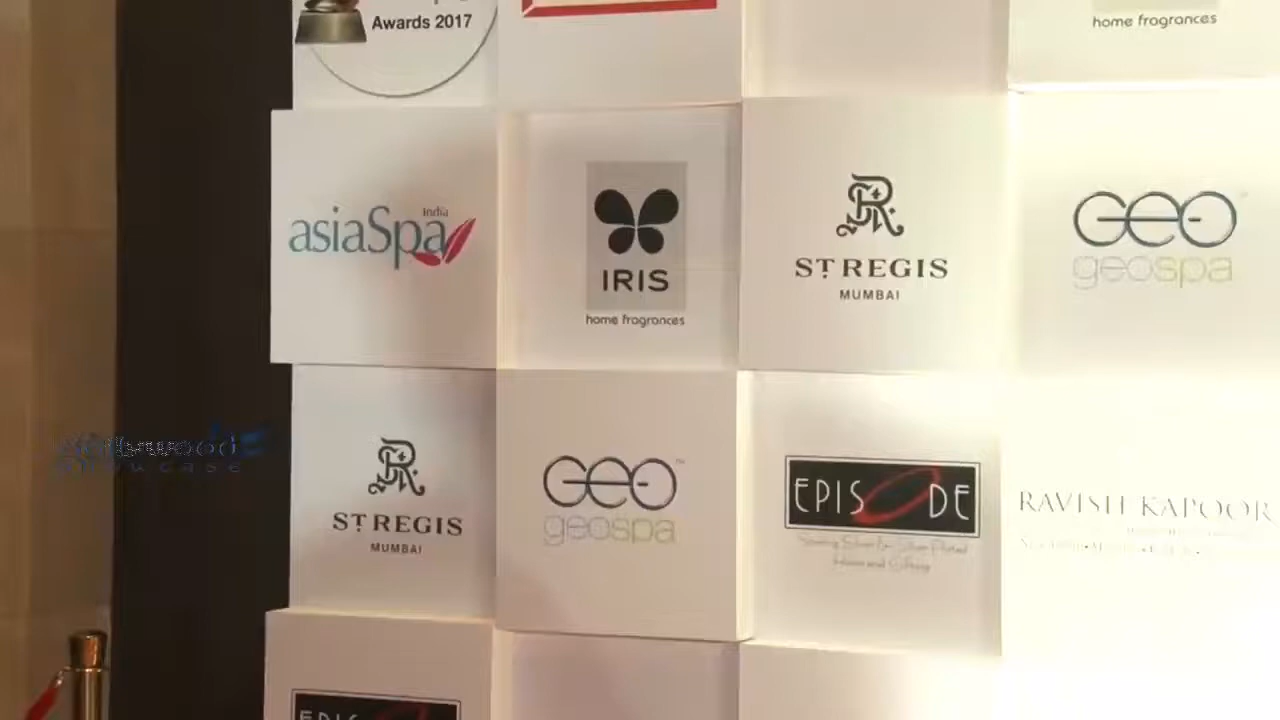 Awards 2017
home fragrances
asiaSpa
india
IRIS
home fragrances
ST REGIS
MUMBAI
GEO
geospa
ST REGIS
MUMBAI
GEO
geospa
EPISODE
RAVISH KAPOOR